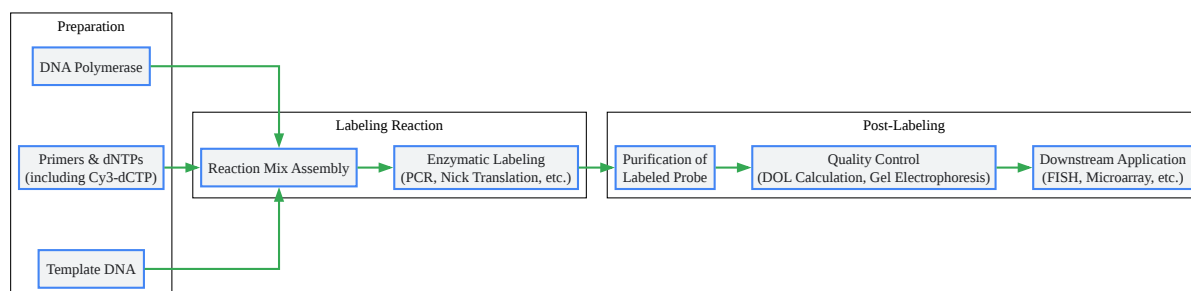 Preparation
DNA Polymerase
Primers & dNTPs
(including Cy3-dCTP)
Template DNA
Labeling Reaction
Reaction Mix Assembly
Enzymatic Labeling
(PCR, Nick Translation, etc.)
Post-Labeling
Purification of
Labeled Probe
Quality Control
(DOL Calculation, Gel Electrophoresis)
Downstream Application
(FISH, Microarray, etc.)